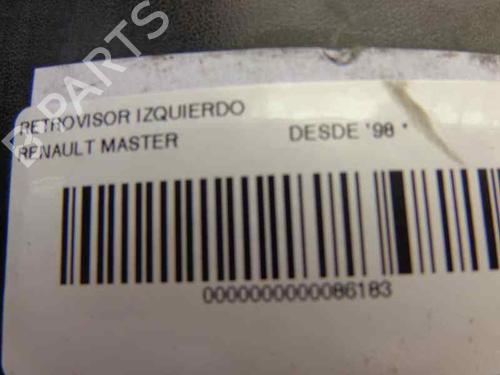 RETROVISOR IZQUIERDO
RENAULT MASTER DESDE '98 *
0000000000086183
B PARTS